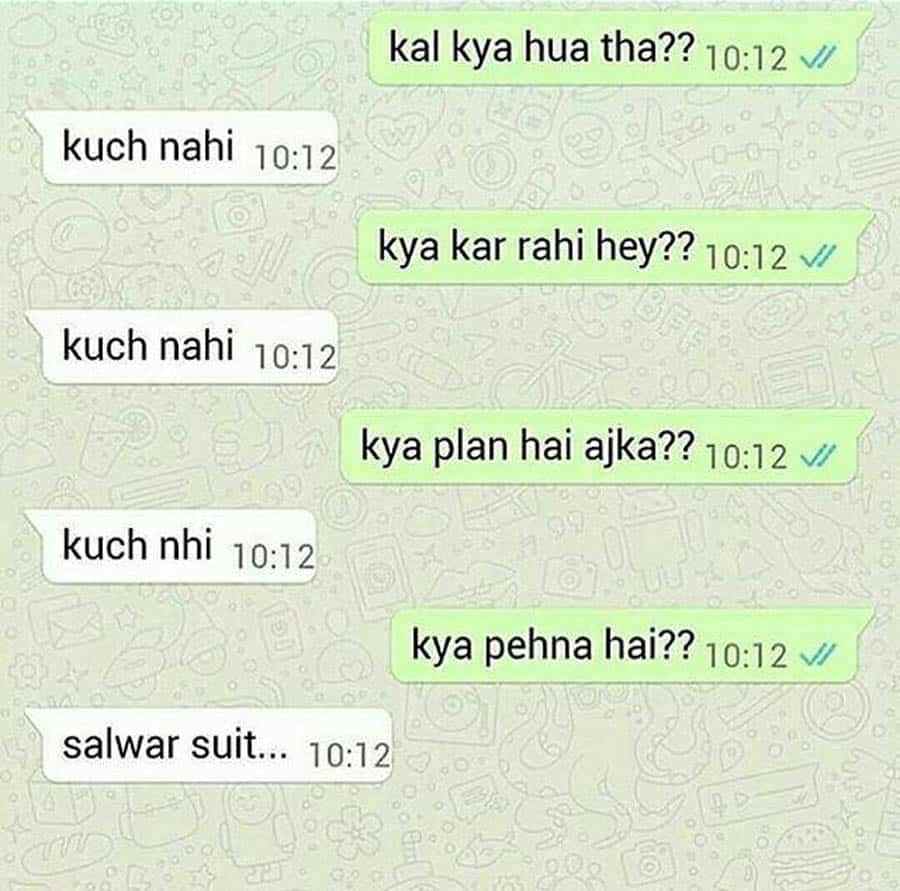 kal kya hua tha?? 10:12
kuch nahi 10:12
kya kar rahi hey?? 10:12
kuch nahi 10:12
kya plan hai ajka?? 10:12
kuch nhi 10:12
kya pehna hai?? 10:12
salwar suit... 10:12